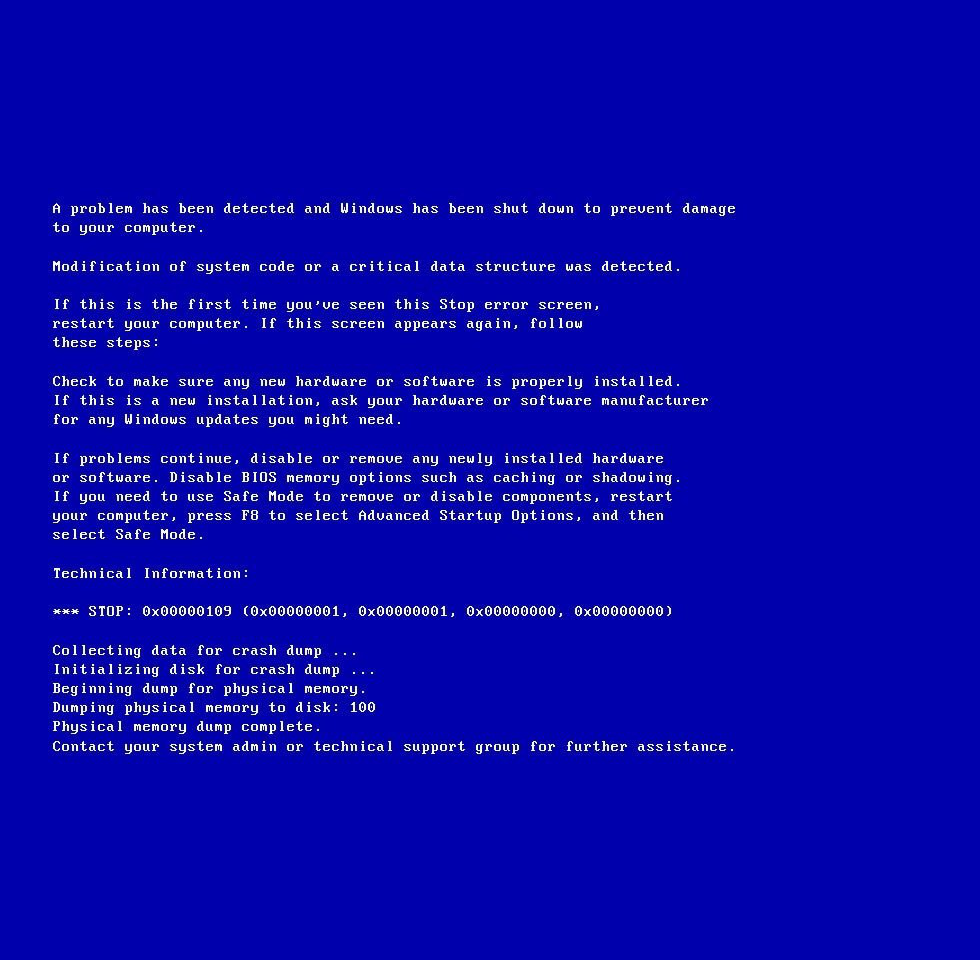 A problem has been detected and Windows has been shut down to prevent damage
to your computer.
Modification of system code or a critical data structure was detected.
If this is the first time you've seen this Stop error screen,
restart your computer. If this screen appears again, follow
these steps:
Check to make sure any new hardware or software is properly installed.
If this is a new installation, ask your hardware or software manufacturer
for any Windows updates you might need.
If problems continue, disable or remove any newly installed hardware
or software. Disable BIOS memory options such as caching or shadowing.
If you need to use Safe Mode to remove or disable components, restart
your computer, press F8 to select Advanced Startup Options, and then
select Safe Mode.
Technical Information:
*** STOP: 0x00000109 (0x00000001, 0x00000001, 0x00000000, 0x00000000)
Collecting data for crash dump ...
Initializing disk for crash dump ...
Beginning dump for physical memory.
Dumping physical memory to disk: 100
Physical memory dump complete.
Contact your system admin or technical support group for further assistance.